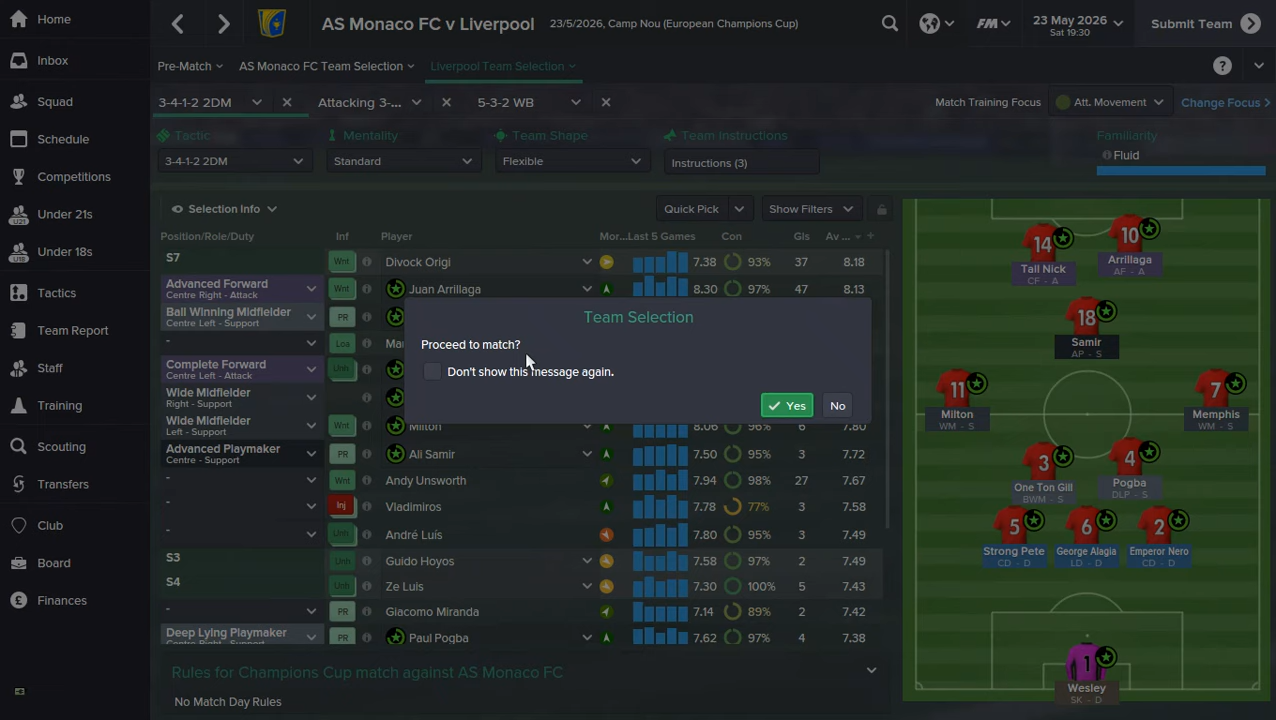 Home
Inbox
Squad
Schedule
Competitions
Under 21s
Under 18s
Tactics
Team Report
Staff
Training
Scouting
Transfers
Club
Board
Finances
AS Monaco FC v Liverpool
23/5/2026, Camp Nou (European Champions Cup)
FM
23 May 2026
Sat 19:30
Submit Team
Pre-Match
AS Monaco FC Team Selection
Liverpool Team Selection
3-4-1-2 2DM
Attacking 3-...
5-3-2 WB
Match Training Focus
Att. Movement
Change Focus >
Tactic
Mentality
Team Shape
Team Instructions
Familiarity
3-4-1-2 2DM
Standard
Flexible
Instructions (3)
Fluid
Selection Info
Quick Pick
Show Filters
Position/Role/Duty Inf Player Mor... Last 5 Games Con Gls Av ...
S7 Wnt Divock Origi 7.38 93% 37 8.18
Advanced Forward
Centre Right - Attack
Wnt Juan Arrillaga 8.30 97% 47 8.13
Ball Winning Midfielder
Centre Left - Support
PR
- Loa
Complete Forward
Centre Left - Attack
Unh
Wide Midfielder
Right - Support
PR
Wide Midfielder
Left - Support
Wnt Milton 8.06 96% 6 7.80
Advanced Playmaker
Centre - Support
PR Ali Samir 7.50 95% 3 7.72
- Wnt Andy Unsworth 7.94 98% 27 7.67
- Inj Vladimiros 7.78 77% 3 7.58
- Unh André Luís 7.80 95% 3 7.49
S3 Unh Guido Hoyos 7.58 97% 2 7.49
S4 Unh Ze Luis 7.30 100% 5 7.43
- PR Giacomo Miranda 7.14 89% 2 7.42
Deep Lying Playmaker
PR Paul Pogba 7.62 97% 4 7.38
Team Selection
Proceed to match?
Don't show this message again.
Yes
No
Rules for Champions Cup match against AS Monaco FC
No Match Day Rules
14
Tall Nick
CF - A
10
Arrillaga
AF - A
18
Samir
AP - S
11
Milton
WM - S
7
Memphis
WM - S
3
One Ton Gill
BWM - S
4
Pogba
DLP - S
5
Strong Pete
CD - D
6
George Alagia
LD - D
2
Emperor Nero
CD - D
1
Wesley
SK - D